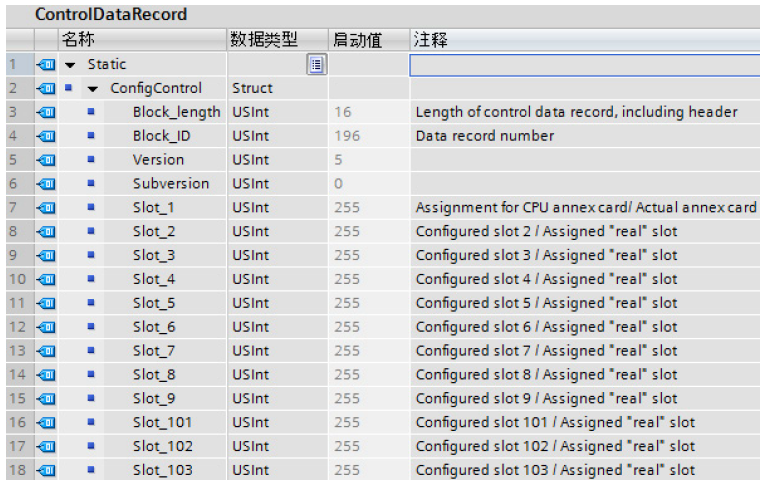 ControlDataRecord
名称 数据类型 启动值 注释
1 Static
2 ConfigControl Struct
3 Block_length USInt 16 Length of control data record, including header
4 Block_ID USInt 196 Data record number
5 Version USInt 5
6 Subversion USInt 0
7 Slot_1 USInt 255 Assignment for CPU annex card/ Actual annex card
8 Slot_2 USInt 255 Configured slot 2 / Assigned "real" slot
9 Slot_3 USInt 255 Configured slot 3 / Assigned "real" slot
10 Slot_4 USInt 255 Configured slot 4 / Assigned "real" slot
11 Slot_5 USInt 255 Configured slot 5 / Assigned "real" slot
12 Slot_6 USInt 255 Configured slot 6 / Assigned "real" slot
13 Slot_7 USInt 255 Configured slot 7 / Assigned "real" slot
14 Slot_8 USInt 255 Configured slot 8 / Assigned "real" slot
15 Slot_9 USInt 255 Configured slot 9 / Assigned "real" slot
16 Slot_101 USInt 255 Configured slot 101 / Assigned "real" slot
17 Slot_102 USInt 255 Configured slot 102 / Assigned "real" slot
18 Slot_103 USInt 255 Configured slot 103 / Assigned "real" slot